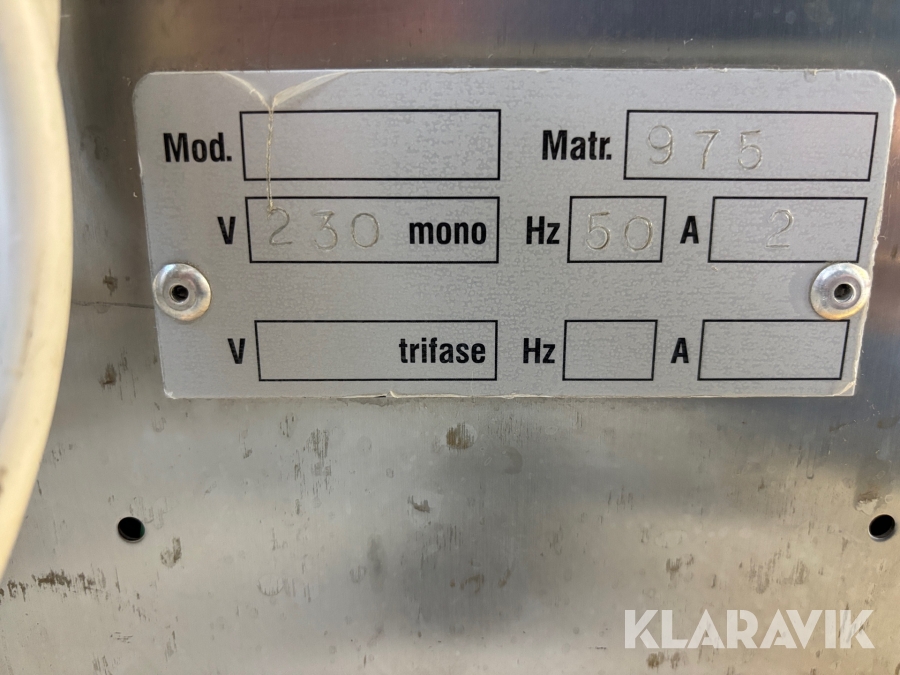 Mod. Matr. 975
V 230 mono Hz 50 A 2
V trifase Hz A
KLARAVIK